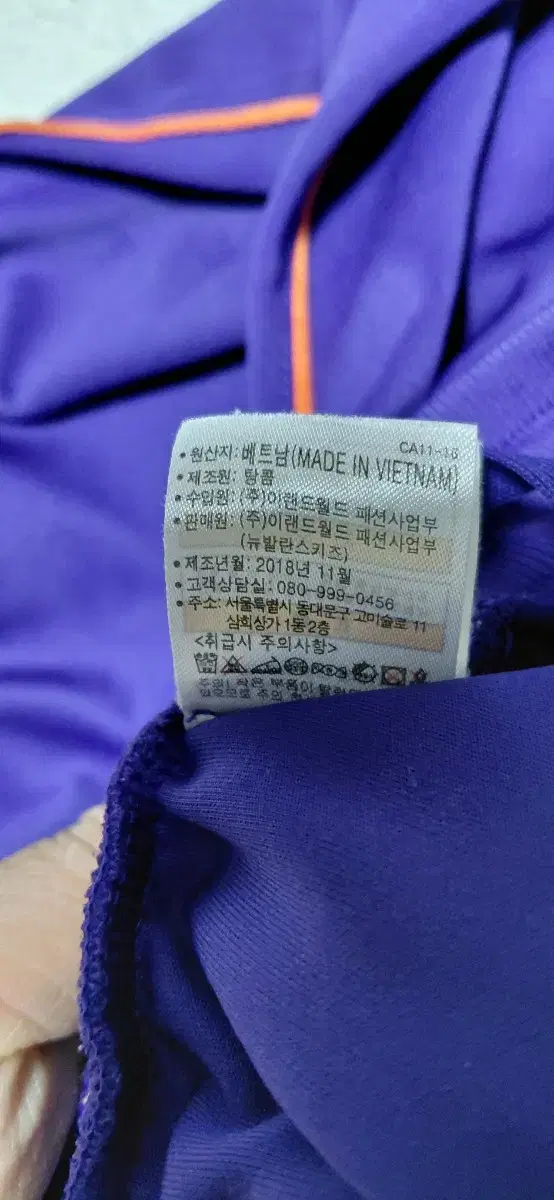 CA11-16
• 원산지: 베트남(MADE IN VIETNAM)
• 제조원: 탕콤
• 수입원: (주)이랜드월드 패션사업부
• 판매원: (주)이랜드월드 패션사업부
(뉴발란스키즈)
• 제조년월: 2018년 11월
• 고객상담실: 080-999-0456
• 주소: 서울특별시 동대문구 고미술로 11
삼희상가 1동 2층
<취급시 주의사항>